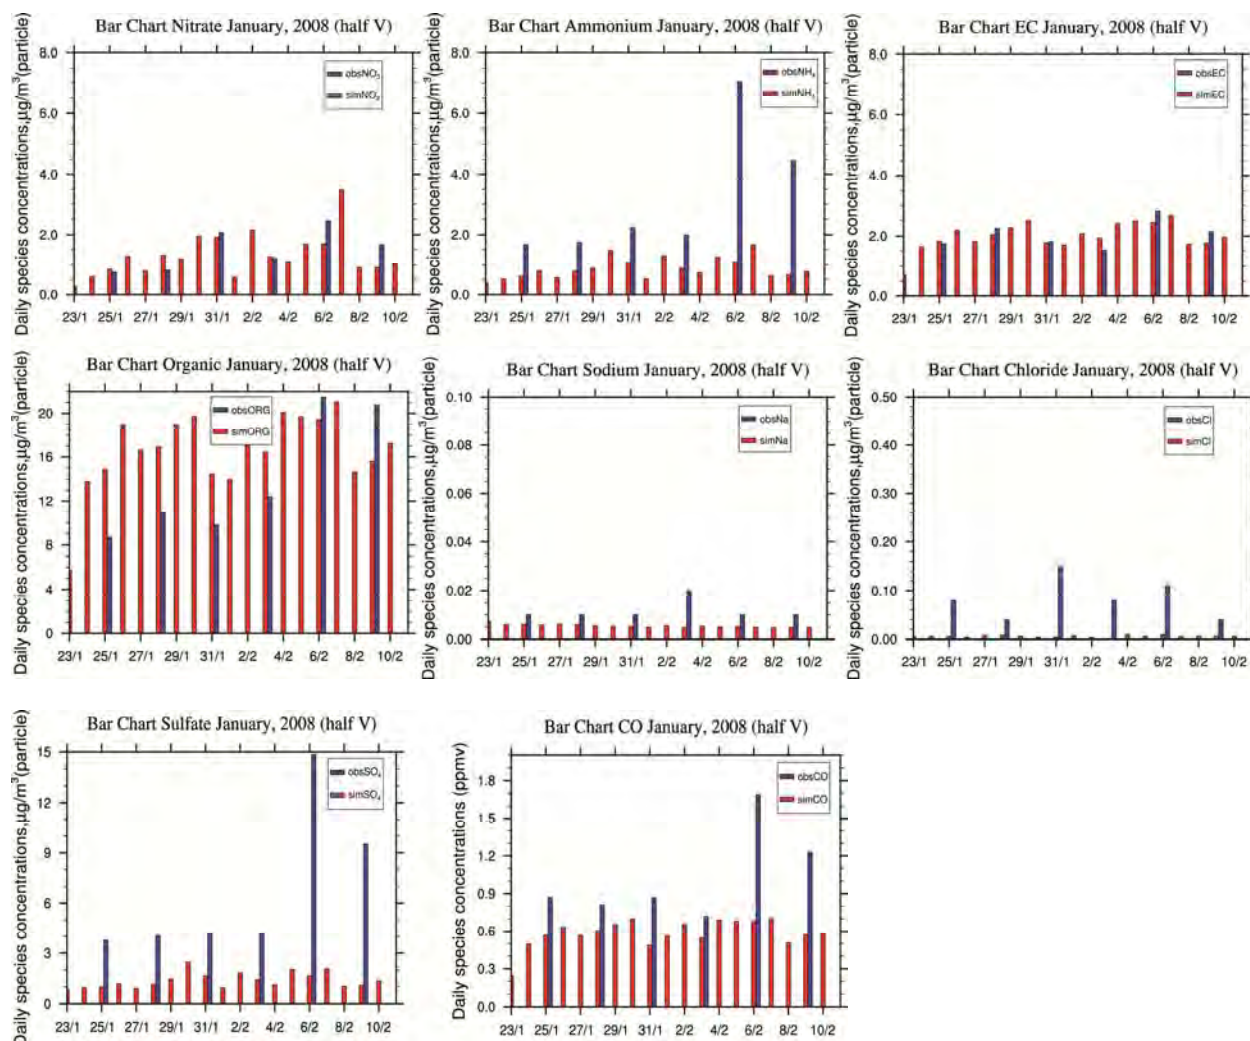 Bar Chart Nitrate January, 2008 (half V)
Daily species concentrations,µg/m³(particle)
8.0
6.0
4.0
2.0
0.0
obsNO₃
simNO₃
23/1 25/1 27/1 29/1 31/1 2/2 4/2 6/2 8/2 10/2
Bar Chart Ammonium January, 2008 (half V)
Daily species concentrations,µg/m³(particle)
8.0
6.0
4.0
2.0
0.0
obsNH₄
simNH₄
23/1 25/1 27/1 29/1 31/1 2/2 4/2 6/2 8/2 10/2
Bar Chart EC January, 2008 (half V)
Daily species concentrations,µg/m³(particle)
8.0
6.0
4.0
2.0
0.0
obsEC
simEC
23/1 25/1 27/1 29/1 31/1 2/2 4/2 6/2 8/2 10/2
Bar Chart Organic January, 2008 (half V)
Daily species concentrations,µg/m³(particle)
20
16
12
8
4
0
obsORG
simORG
23/1 25/1 27/1 29/1 31/1 2/2 4/2 6/2 8/2 10/2
Bar Chart Sodium January, 2008 (half V)
Daily species concentrations,µg/m³(particle)
0.10
0.08
0.06
0.04
0.02
0.00
obsNa
simNa
23/1 25/1 27/1 29/1 31/1 2/2 4/2 6/2 8/2 10/2
Bar Chart Chloride January, 2008 (half V)
Daily species concentrations,µg/m³(particle)
0.50
0.40
0.30
0.20
0.10
0.00
obsCl
simCl
23/1 25/1 27/1 29/1 31/1 2/2 4/2 6/2 8/2 10/2
Bar Chart Sulfate January, 2008 (half V)
Daily species concentrations,µg/m³(particle)
15
12
9
6
3
0
obsSO₄
simSO₄
23/1 25/1 27/1 29/1 31/1 2/2 4/2 6/2 8/2 10/2
Bar Chart CO January, 2008 (half V)
Daily species concentrations (ppmv)
1.8
1.5
1.2
0.9
0.6
0.3
0.0
obsCO
simCO
23/1 25/1 27/1 29/1 31/1 2/2 4/2 6/2 8/2 10/2